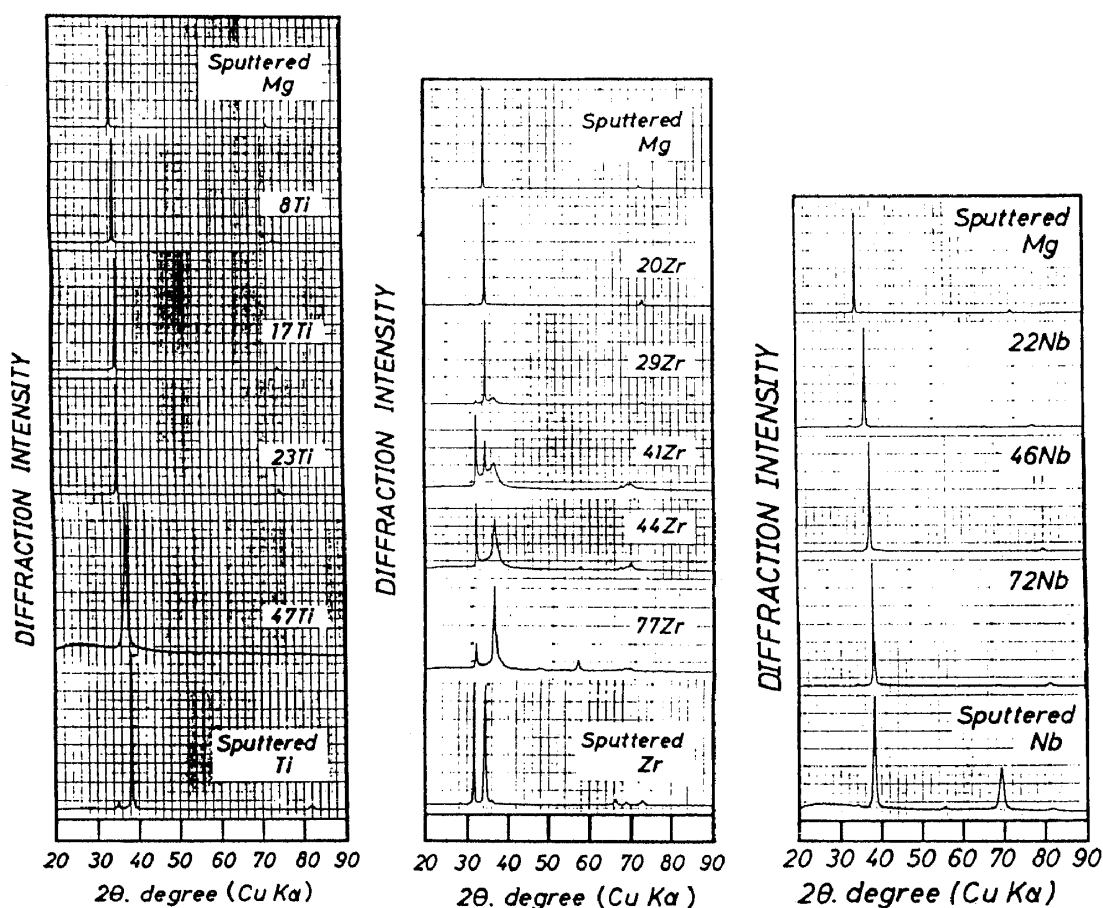 DIFFRACTION INTENSITY
Sputtered
Mg
8Ti
17Ti
23Ti
47Ti
Sputtered
Ti
20 30 40 50 60 70 80 90
2θ. degree (Cu Kα)
DIFFRACTION INTENSITY
Sputtered
Mg
20Zr
29Zr
41Zr
44Zr
77Zr
Sputtered
Zr
20 30 40 50 60 70 80 90
2θ. degree (Cu Kα)
DIFFRACTION INTENSITY
Sputtered
Mg
22Nb
46Nb
72Nb
Sputtered
Nb
20 30 40 50 60 70 80 90
2θ. degree (Cu Kα)